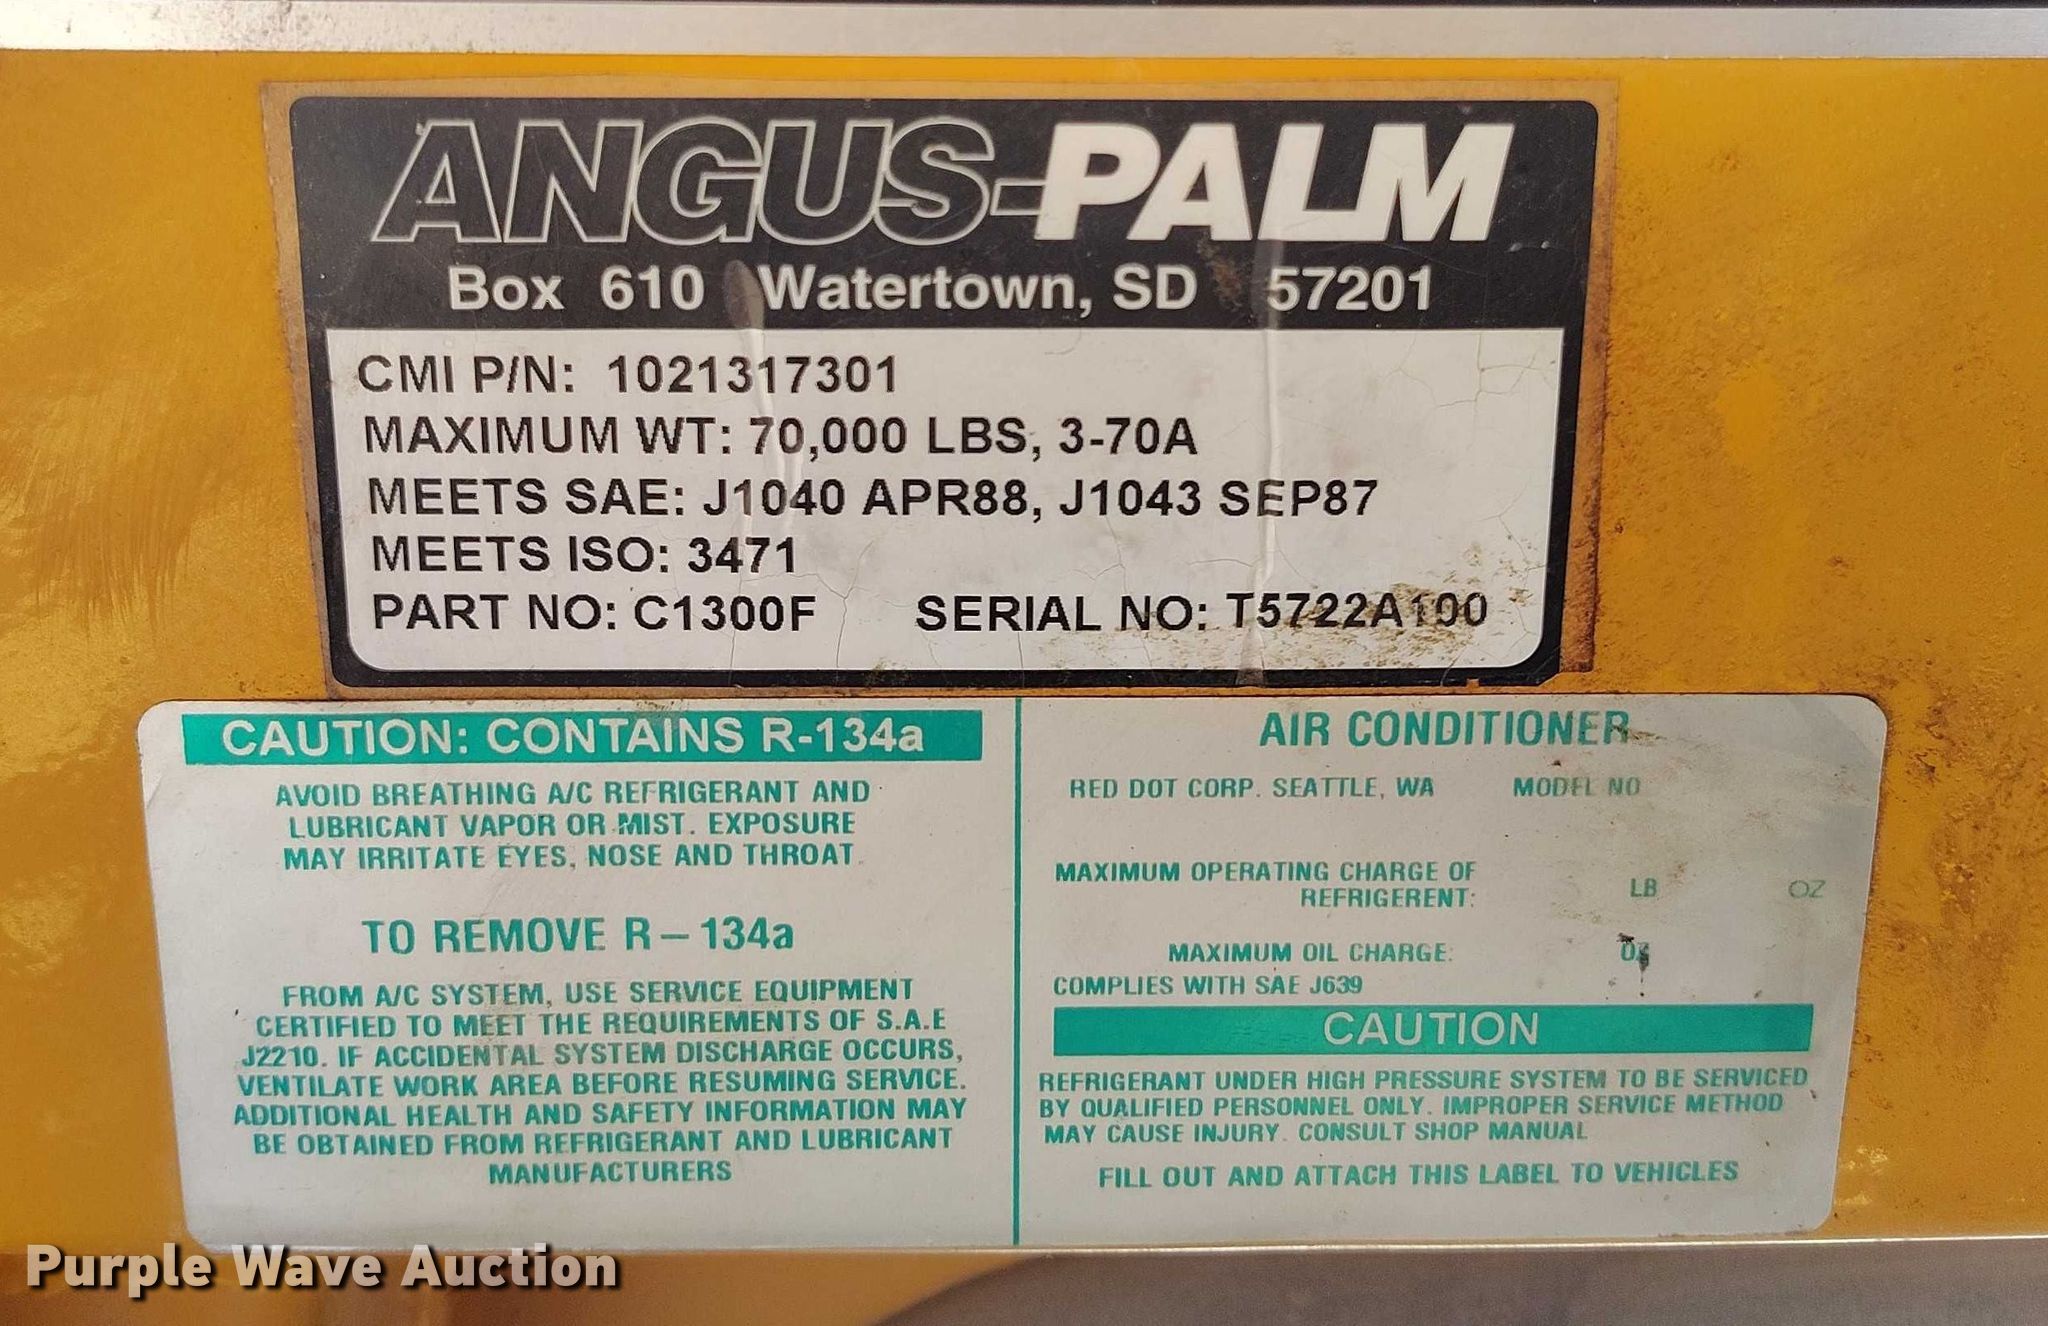 ANGUS-PALM
Box 610 Watertown, SD 57201
CMI P/N: 1021317301
MAXIMUM WT: 70,000 LBS, 3-70A
MEETS SAE: J1040 APR88, J1043 SEP87
MEETS ISO: 3471
PART NO: C1300F SERIAL NO: T5722A100
CAUTION: CONTAINS R-134a
AVOID BREATHING A/C REFRIGERANT AND
LUBRICANT VAPOR OR MIST. EXPOSURE
MAY IRRITATE EYES, NOSE AND THROAT
TO REMOVE R-134a
FROM A/C SYSTEM, USE SERVICE EQUIPMENT
CERTIFIED TO MEET THE REQUIREMENTS OF S.A.E
J2210. IF ACCIDENTAL SYSTEM DISCHARGE OCCURS,
VENTILATE WORK AREA BEFORE RESUMING SERVICE.
ADDITIONAL HEALTH AND SAFETY INFORMATION MAY
BE OBTAINED FROM REFRIGERANT AND LUBRICANT
MANUFACTURERS
AIR CONDITIONER
RED DOT CORP. SEATTLE, WA MODEL NO
MAXIMUM OPERATING CHARGE OF
REFRIGERENT: LB OZ
MAXIMUM OIL CHARGE: OZ
COMPLIES WITH SAE J639
CAUTION
REFRIGERANT UNDER HIGH PRESSURE SYSTEM TO BE SERVICED
BY QUALIFIED PERSONNEL ONLY. IMPROPER SERVICE METHOD
MAY CAUSE INJURY. CONSULT SHOP MANUAL
FILL OUT AND ATTACH THIS LABEL TO VEHICLES
Purple Wave Auction